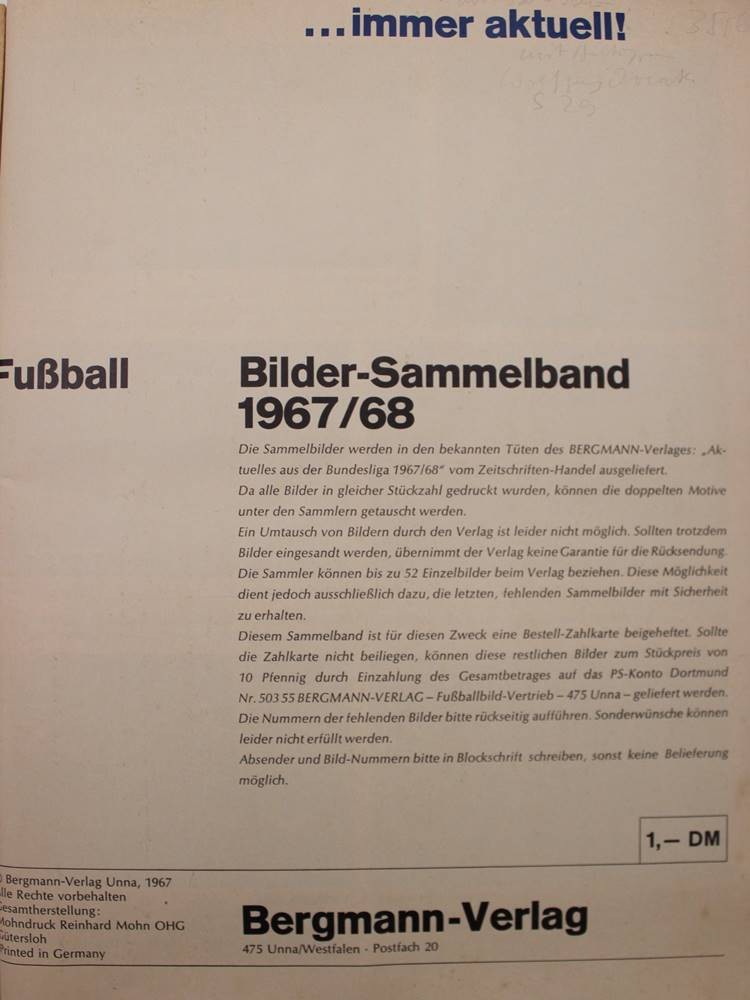 ...immer aktuell!
S 29
Fußball
Bilder-Sammelband
1967/68
Die Sammelbilder werden in den bekannten Tüten des BERGMANN-Verlages: „Ak-
tuelles aus der Bundesliga 1967/68" vom Zeitschriften-Handel ausgeliefert.
Da alle Bilder in gleicher Stückzahl gedruckt wurden, können die doppelten Motive
unter den Sammlern getauscht werden.
Ein Umtausch von Bildern durch den Verlag ist leider nicht möglich. Sollten trotzdem
Bilder eingesandt werden, übernimmt der Verlag keine Garantie für die Rücksendung.
Die Sammler können bis zu 52 Einzelbilder beim Verlag beziehen. Diese Möglichkeit
dient jedoch ausschließlich dazu, die letzten, fehlenden Sammelbilder mit Sicherheit
zu erhalten.
Diesem Sammelband ist für diesen Zweck eine Bestell-Zahlkarte beigeheftet. Sollte
die Zahlkarte nicht beiliegen, können diese restlichen Bilder zum Stückpreis von
10 Pfennig durch Einzahlung des Gesamtbetrages auf das PS-Konto Dortmund
Nr. 503 55 BERGMANN-VERLAG – Fußballbild-Vertrieb – 475 Unna – geliefert werden.
Die Nummern der fehlenden Bilder bitte rückseitig aufführen. Sonderwünsche können
leider nicht erfüllt werden.
Absender und Bild-Nummern bitte in Blockschrift schreiben, sonst keine Belieferung
möglich.
1,— DM
Bergmann-Verlag Unna, 1967
lle Rechte vorbehalten
esamtherstellung:
Mohndruck Reinhard Mohn OHG
Gütersloh
Printed in Germany
Bergmann-Verlag
475 Unna/Westfalen - Postfach 20